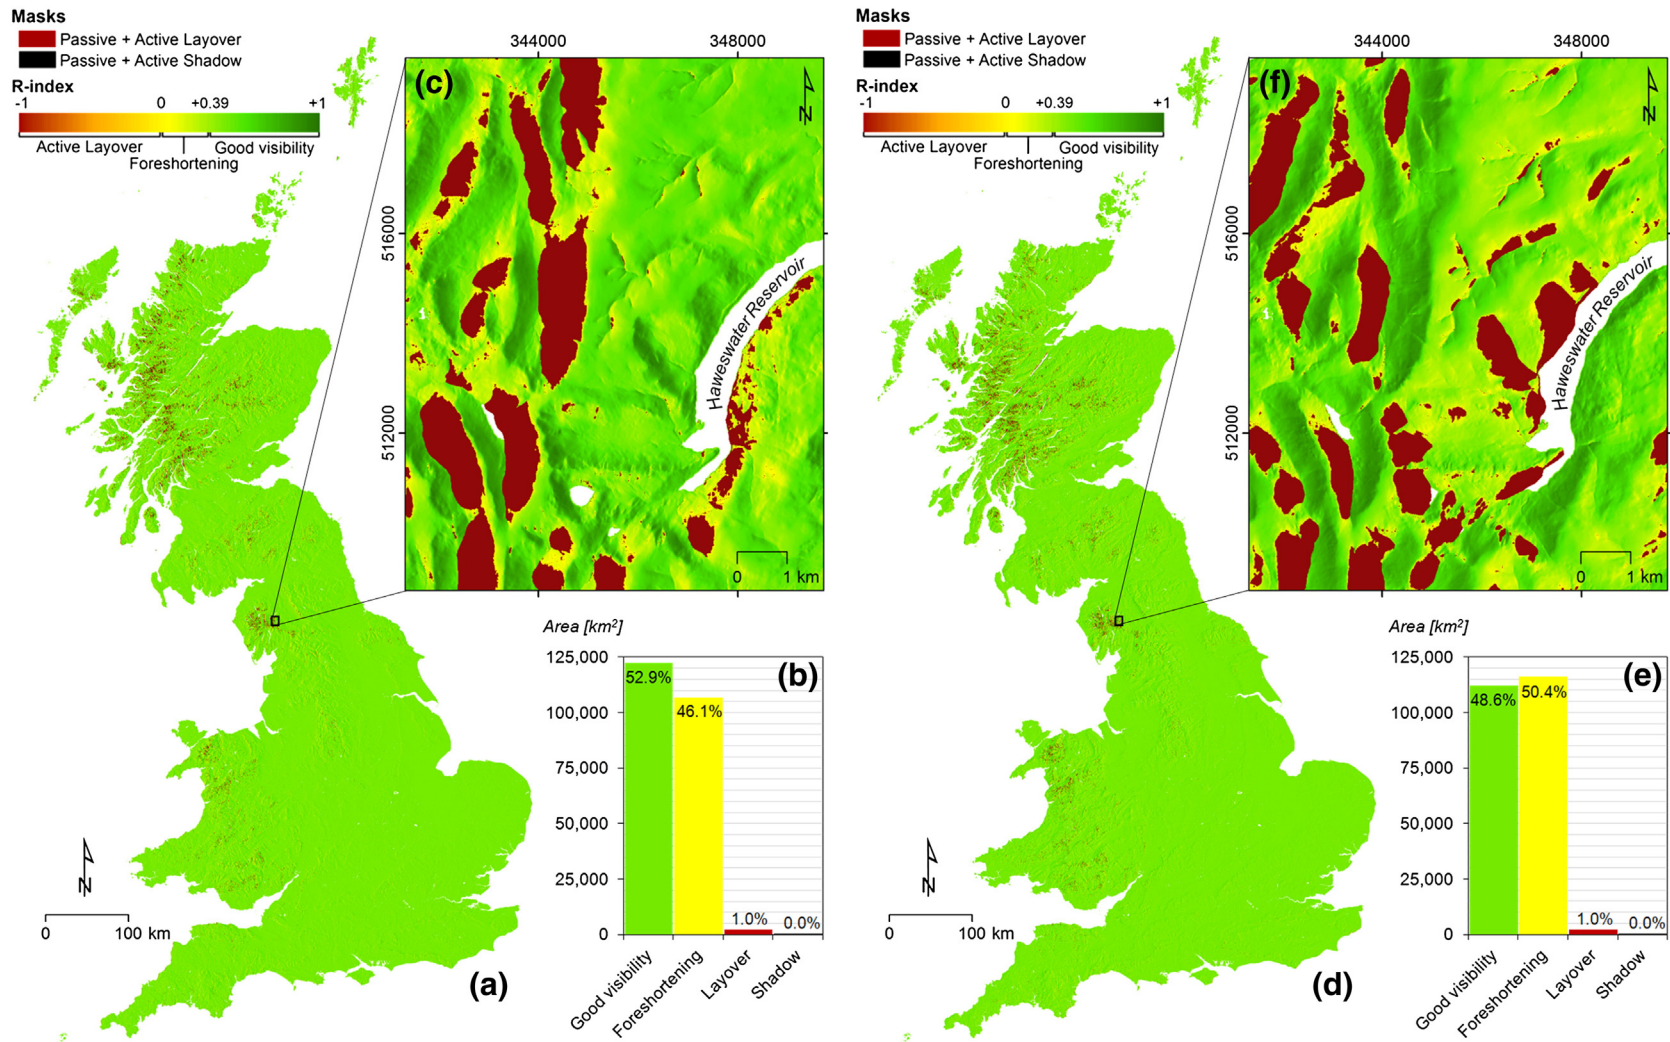 Masks
Passive + Active Layover
Passive + Active Shadow
R-index
-1 0 +0.39 +1
Active Layover Good visibility
Foreshortening
344000 348000
(c)
N
516000
512000
Haweswater Reservoir
0 1 km
Area [km²]
125,000
100,000
75,000
50,000
25,000
0
(b)
52.9%
46.1%
1.0%
0.0%
Good visibility
Foreshortening
Layover
Shadow
N
0 100 km
(a)
Masks
Passive + Active Layover
Passive + Active Shadow
R-index
-1 0 +0.39 +1
Active Layover Good visibility
Foreshortening
344000 348000
(f)
N
516000
512000
Haweswater Reservoir
0 1 km
Area [km²]
125,000
100,000
75,000
50,000
25,000
0
(e)
48.6%
50.4%
1.0%
0.0%
Good visibility
Foreshortening
Layover
Shadow
N
0 100 km
(d)